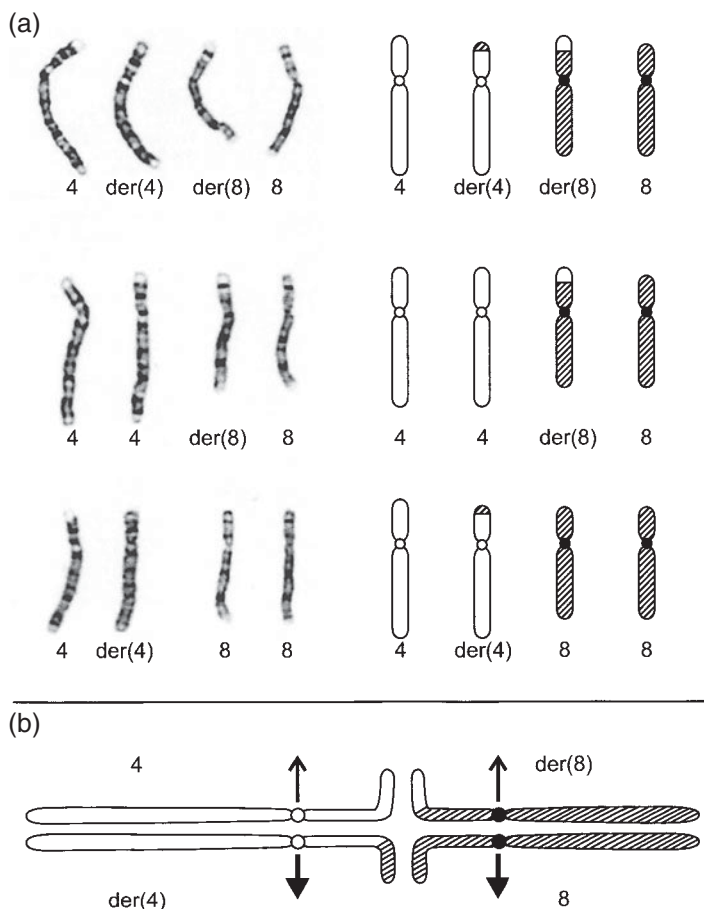 (a)
4 der(4) der(8) 8 4 der(4) der(8) 8
4 4 der(8) 8 4 4 der(8) 8
4 der(4) 8 8 4 der(4) 8 8
(b)
4 der(8)
der(4) 8